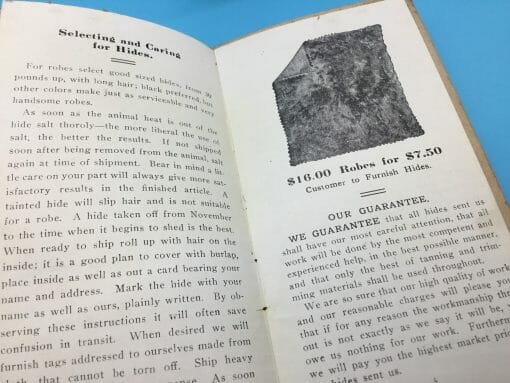 Selecting and Caring
for Hides.
For robes select good sized hides, from 30
pounds up, with long hair; black preferred, but
other colors make just as serviceable and very
handsome robes.
As soon as the animal heat is out of the
hide salt thoroly—the more liberal the use of
salt, the better the results. If not shipped
soon after being removed from the animal, salt
again at time of shipment. Bear in mind a lit-
tle care on your part will always give more sat-
isfactory results in the finished article. A
tainted hide will slip hair and is not suitable
for a robe. A hide taken off from November
to the time when it begins to shed is the best.
When ready to ship roll up with hair on the
inside; it is a good plan to cover with burlap,
place inside as well as out a card bearing your
name and address. Mark the hide with your
name as well as ours, plainly written. By ob-
serving these instructions it will often save
confusion in transit. When desired we will
furnish tags addressed to ourselves made from
that cannot be torn off. Ship heavy
As soon
$16.00 Robes for $7.50
Customer to Furnish Hides.
OUR GUARANTEE.
WE GUARANTEE that all hides sent us
shall have our most careful attention, that all
work will be done by the most competent and
experienced help, in the best possible manner,
and that only the best of tanning and trim-
ming materials shall be used throughout.
We are so sure that our high quality of work
and our reasonable charges will please you
that if for any reason the workmanship
out is not exactly as we say it will be,
owe us nothing for our work.
we will pay you the highest market
hides sent us.